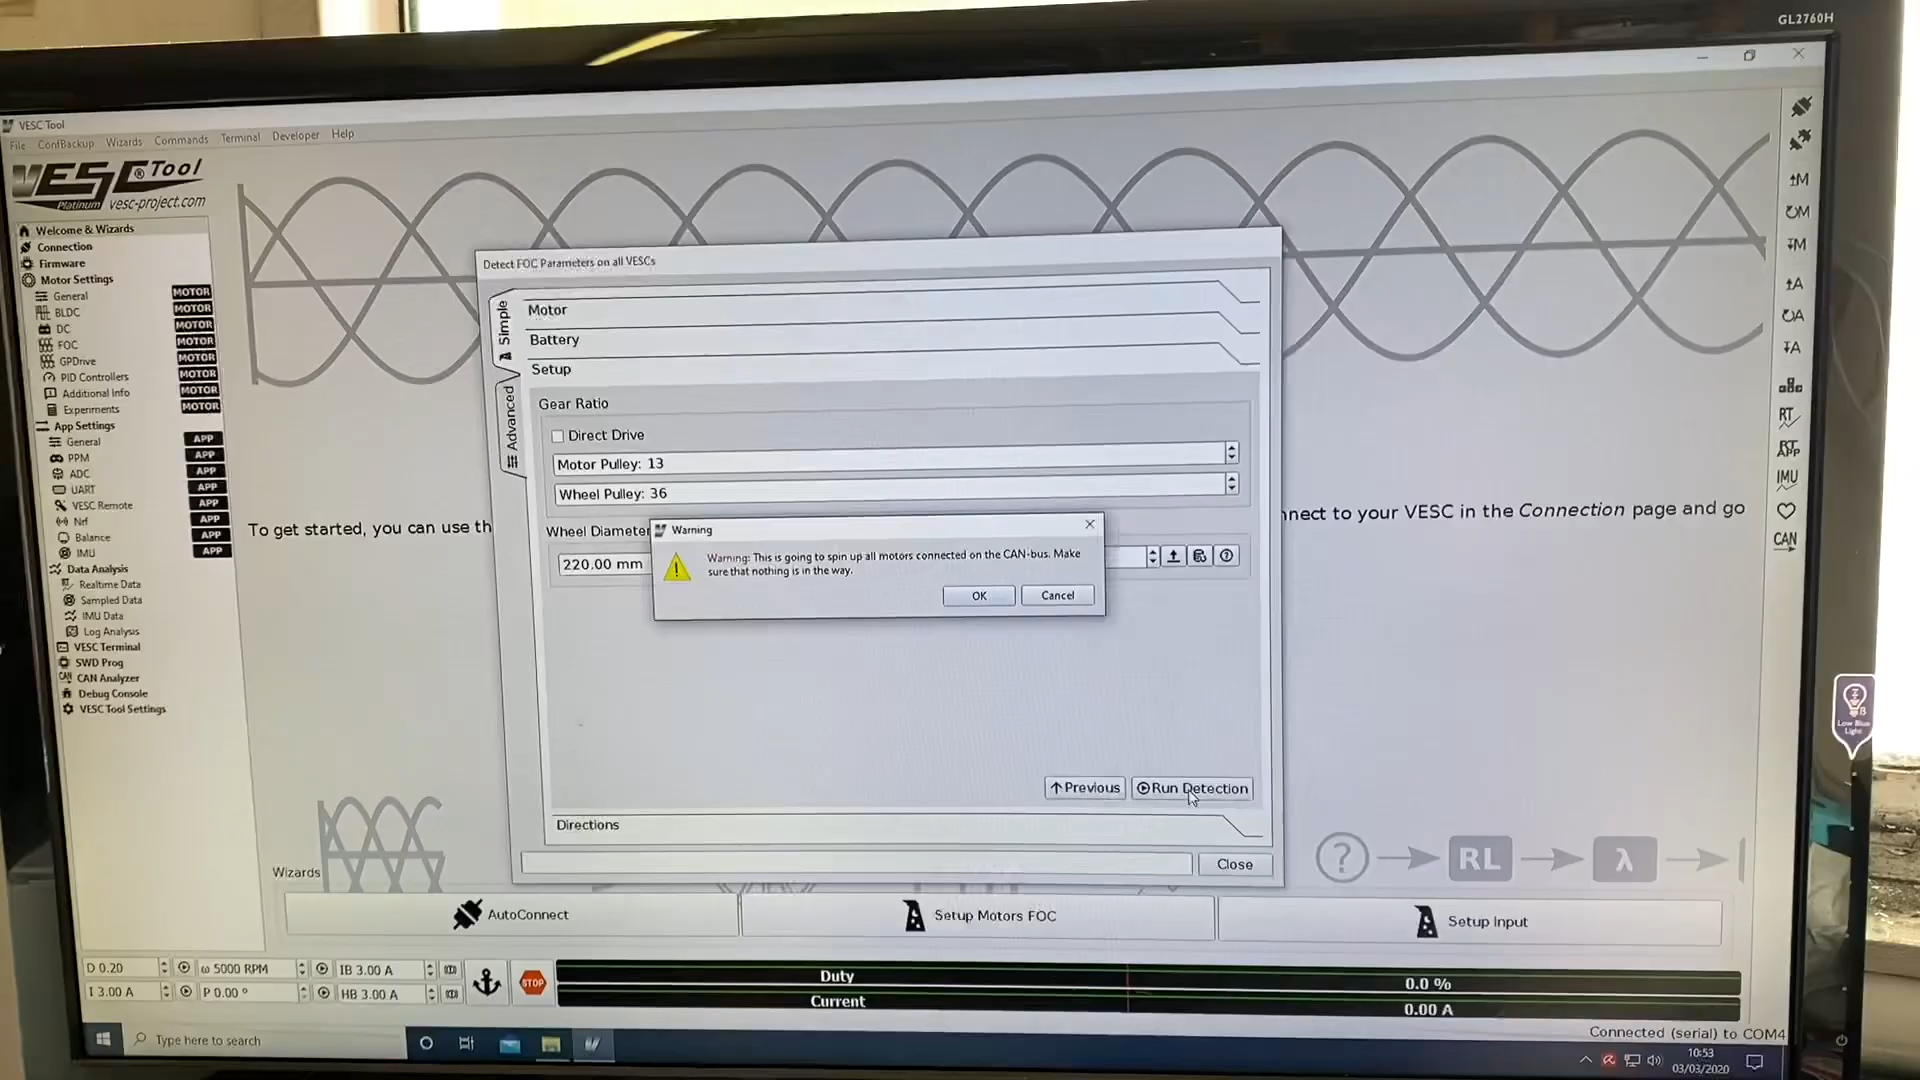 GL2760H
VESC Tool
File ConfBackup Wizards Commands Terminal Developer Help
VESC® Tool
Platinum vesc-project.com
Welcome & Wizards
Connection
Firmware
Motor Settings
General MOTOR
BLDC MOTOR
DC MOTOR
FOC MOTOR
GPDrive MOTOR
PID Controllers MOTOR
Additional Info MOTOR
Experiments MOTOR
App Settings
General APP
PPM APP
ADC APP
UART APP
VESC Remote APP
Nrf APP
Balance APP
IMU APP
Data Analysis
Realtime Data
Sampled Data
IMU Data
Log Analysis
VESC Terminal
SWD Prog
CAN CAN Analyzer
Debug Console
VESC Tool Settings
Detect FOC Parameters on all VESCs
Simple
Advanced
Motor
Battery
Setup
Gear Ratio
Direct Drive
Motor Pulley: 13
Wheel Pulley: 36
Wheel Diameter
220.00 mm
Warning
Warning: This is going to spin up all motors connected on the CAN-bus. Make
sure that nothing is in the way.
OK Cancel
To get started, you can use th
nnect to your VESC in the Connection page and go
Previous Run Detection
Directions
Close
M
M
M
A
A
A
RT
RT
APP
IMU
CAN
Low Blue
Light
? RL λ
Wizards
AutoConnect Setup Motors FOC Setup Input
D 0.20 ω 5000 RPM IB 3.00 A
I 3.00 A P 0.00 ° HB 3.00 A
STOP
Duty 0.0 %
Current 0.00 A
Connected (serial) to COM4
Type here to search
10:53
03/03/2020